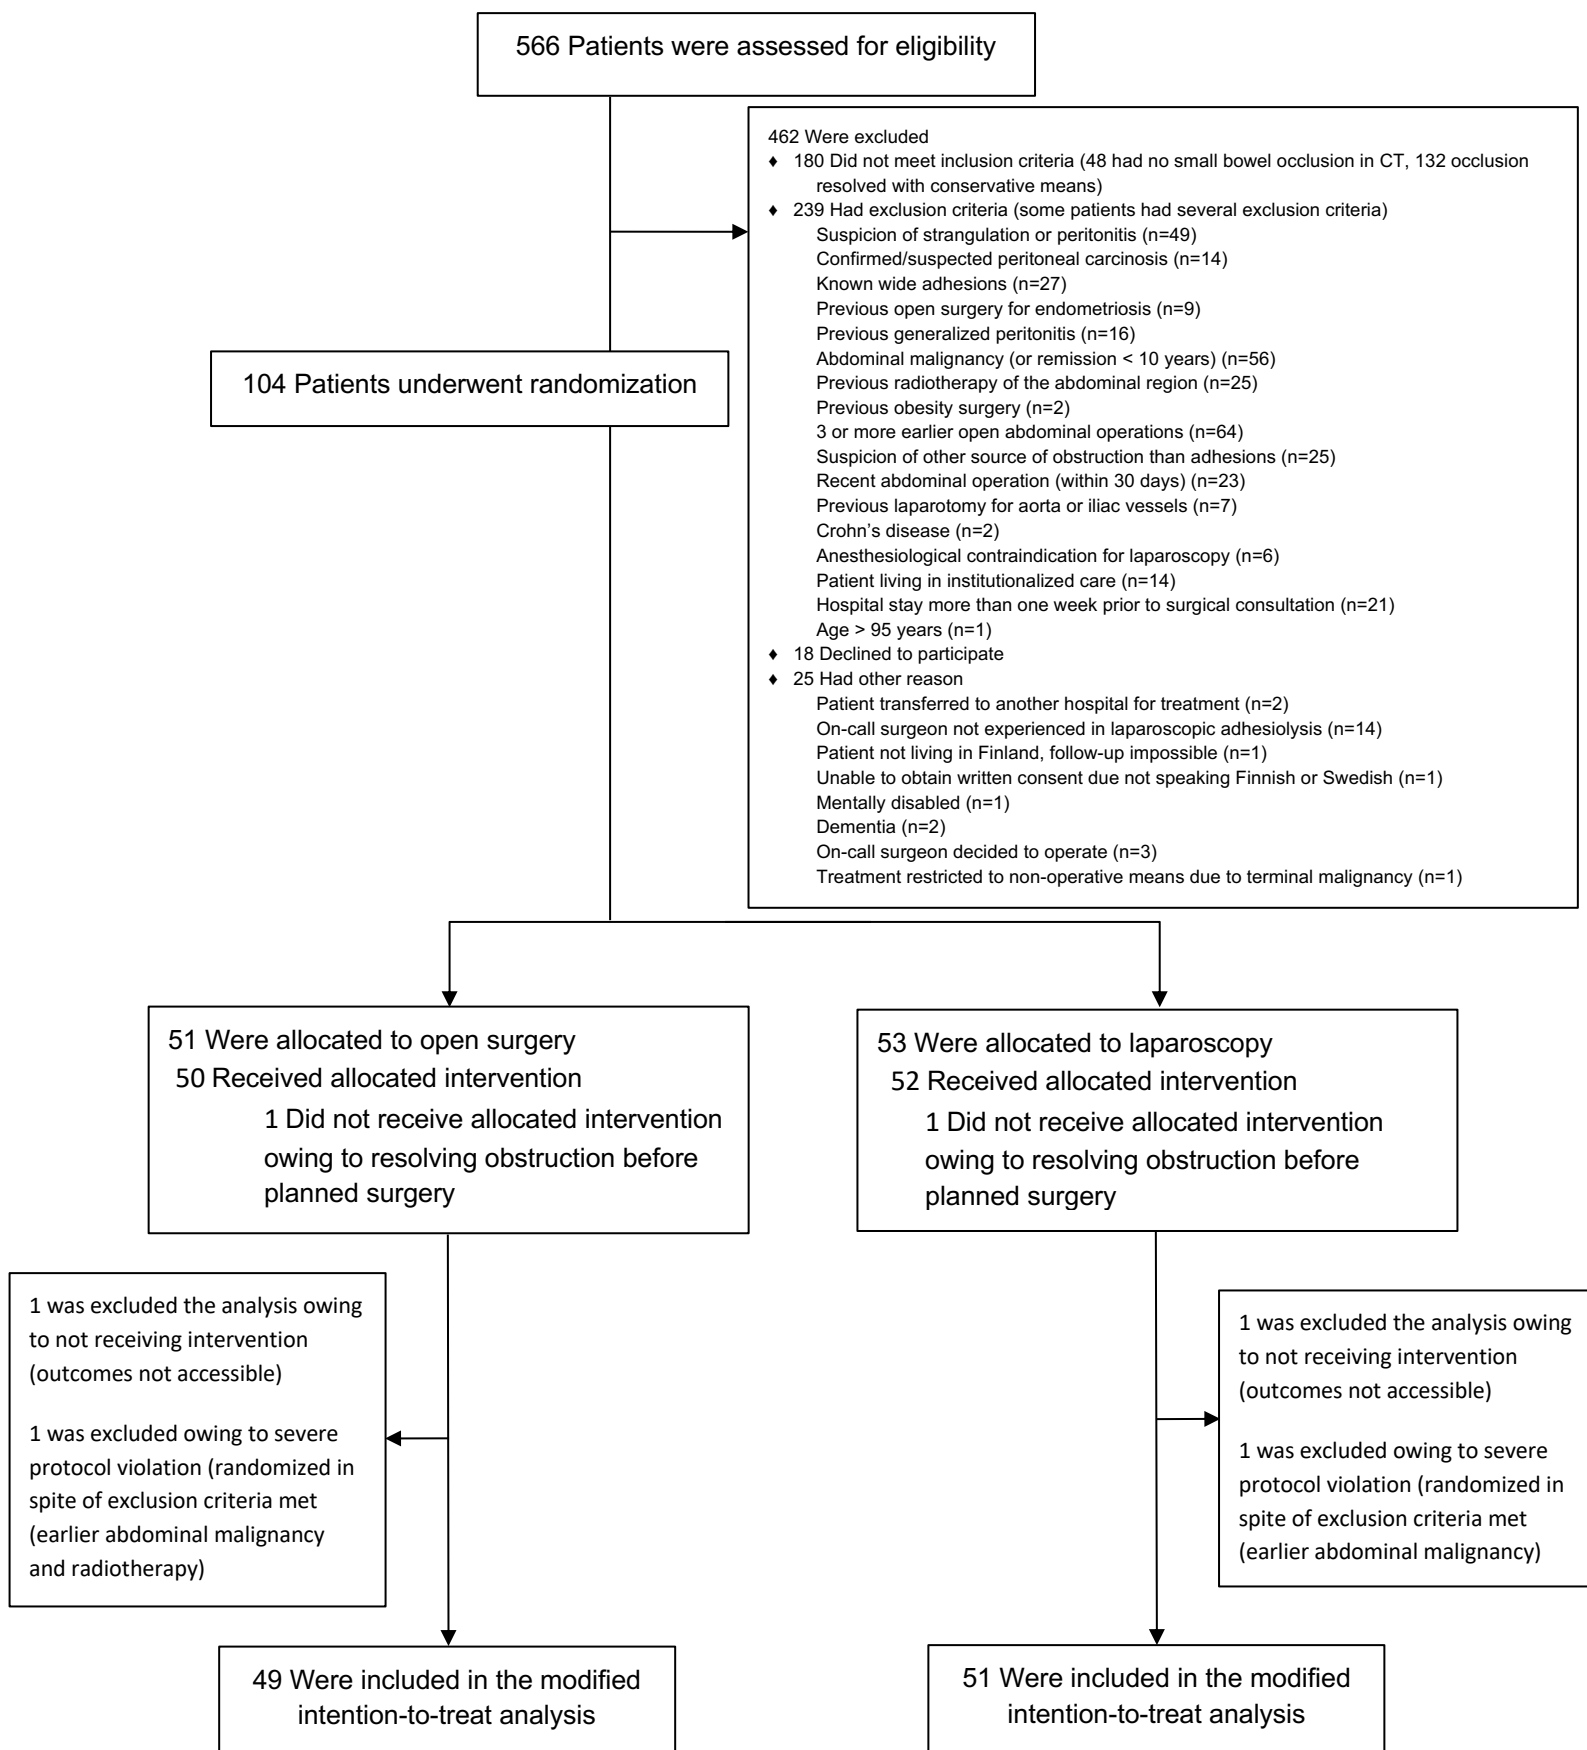 566 Patients were assessed for eligibility
462 Were excluded
♦ 180 Did not meet inclusion criteria (48 had no small bowel occlusion in CT, 132 occlusion
resolved with conservative means)
♦ 239 Had exclusion criteria (some patients had several exclusion criteria)
Suspicion of strangulation or peritonitis (n=49)
Confirmed/suspected peritoneal carcinosis (n=14)
Known wide adhesions (n=27)
Previous open surgery for endometriosis (n=9)
Previous generalized peritonitis (n=16)
Abdominal malignancy (or remission < 10 years) (n=56)
Previous radiotherapy of the abdominal region (n=25)
Previous obesity surgery (n=2)
3 or more earlier open abdominal operations (n=64)
Suspicion of other source of obstruction than adhesions (n=25)
Recent abdominal operation (within 30 days) (n=23)
Previous laparotomy for aorta or iliac vessels (n=7)
Crohn’s disease (n=2)
Anesthesiological contraindication for laparoscopy (n=6)
Patient living in institutionalized care (n=14)
Hospital stay more than one week prior to surgical consultation (n=21)
Age > 95 years (n=1)
♦ 18 Declined to participate
♦ 25 Had other reason
Patient transferred to another hospital for treatment (n=2)
On-call surgeon not experienced in laparoscopic adhesiolysis (n=14)
Patient not living in Finland, follow-up impossible (n=1)
Unable to obtain written consent due not speaking Finnish or Swedish (n=1)
Mentally disabled (n=1)
Dementia (n=2)
On-call surgeon decided to operate (n=3)
Treatment restricted to non-operative means due to terminal malignancy (n=1)
104 Patients underwent randomization
51 Were allocated to open surgery
50 Received allocated intervention
1 Did not receive allocated intervention
owing to resolving obstruction before
planned surgery
53 Were allocated to laparoscopy
52 Received allocated intervention
1 Did not receive allocated intervention
owing to resolving obstruction before
planned surgery
1 was excluded the analysis owing
to not receiving intervention
(outcomes not accessible)
1 was excluded owing to severe
protocol violation (randomized in
spite of exclusion criteria met
(earlier abdominal malignancy
and radiotherapy)
1 was excluded the analysis owing
to not receiving intervention
(outcomes not accessible)
1 was excluded owing to severe
protocol violation (randomized in
spite of exclusion criteria met
(earlier abdominal malignancy)
49 Were included in the modified
intention-to-treat analysis
51 Were included in the modified
intention-to-treat analysis